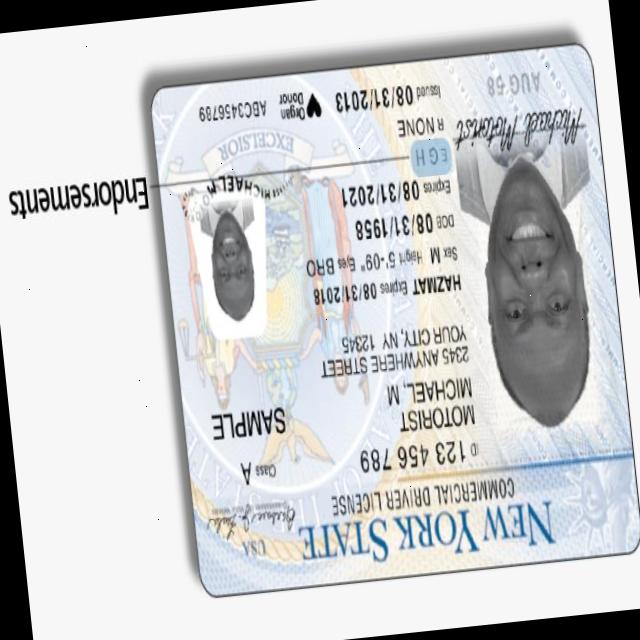 NEW YORK STATE USA
COMMERCIAL DRIVER LICENSE
ID 123 456 789 Class A
MOTORIST
MICHAEL, M
SAMPLE
2345 ANYWHERE STREET
YOUR CITY, NY 12345
HAZMAT Expires 08/31/2018
Sex M Height 5'-09" Eyes BRO
DOB 08/31/1958
Expires 08/31/2021
E G H
Endorsements
R NONE
Issued 08/31/2013
Organ
Donor
ABC3456789
Michael Motorist
AUG 58
EXCELSIOR